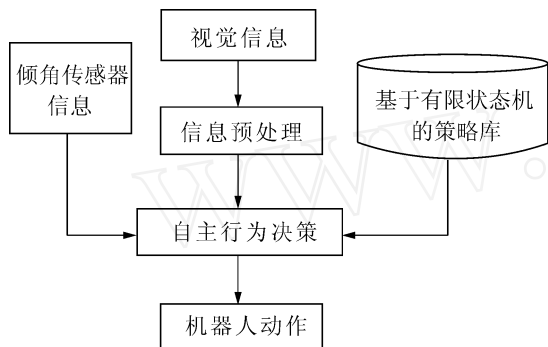 视觉信息
倾角传感器
信息
信息预处理
基于有限状态机
的策略库
自主行为决策
机器人动作
www.